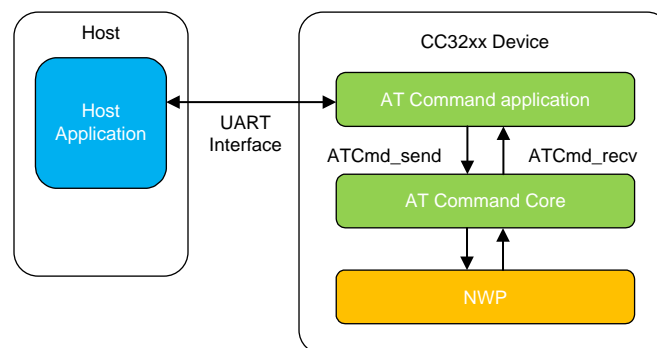 Host
CC32xx Device
Host
Application
AT Command application
UART
Interface
ATCmd_send
ATCmd_recv
AT Command Core
NWP